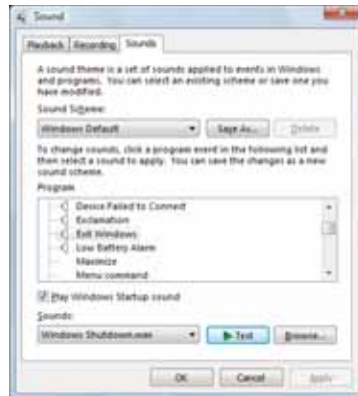 Sound
Playback Recording Sounds
A sound theme is a set of sounds applied to events in Windows
and programs. You can select an existing scheme or save one you
have modified.
Sound Scheme:
Windows Default Save As... Delete
To change sounds, click a program event in the following list and
then select a sound to apply. You can save the changes as a new
sound scheme.
Program
Device Failed to Connect
Exclamation
Exit Windows
Low Battery Alarm
Maximize
Menu command
Play Windows Startup sound
Sounds:
Windows Shutdown.wav Test Browse...
OK Cancel Apply